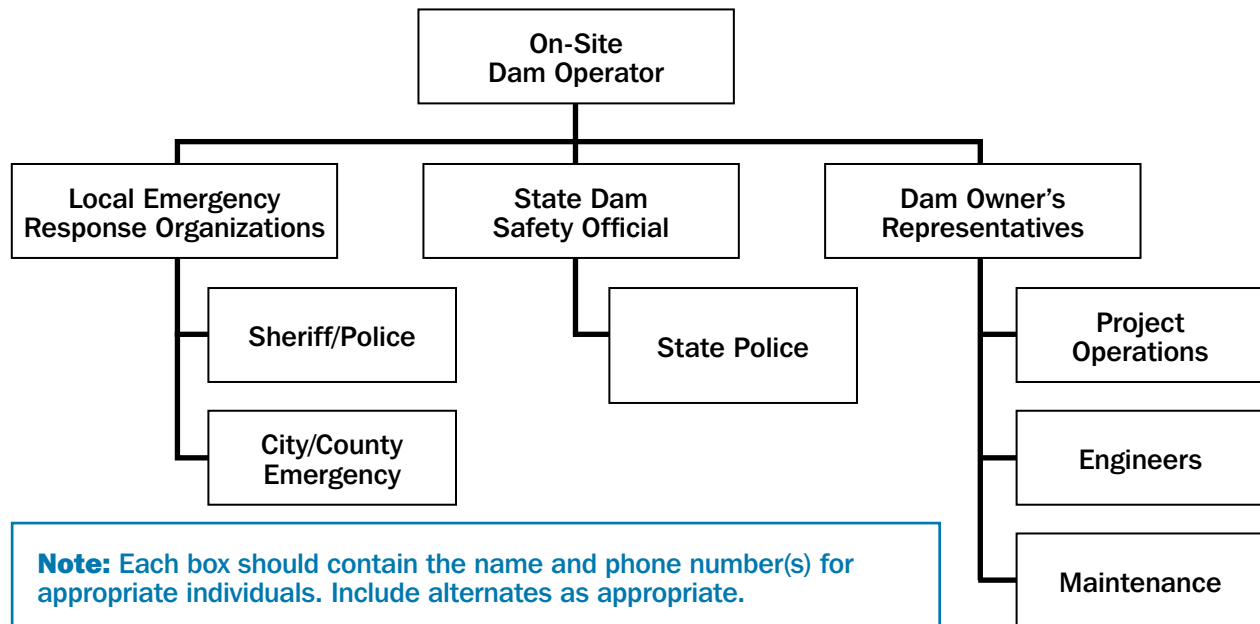 On-Site
Dam Operator
Local Emergency
Response Organizations
State Dam
Safety Official
Dam Owner’s
Representatives
Sheriff/Police
State Police
Project
Operations
City/County
Emergency
Engineers
Note: Each box should contain the name and phone number(s) for
appropriate individuals. Include alternates as appropriate.
Maintenance